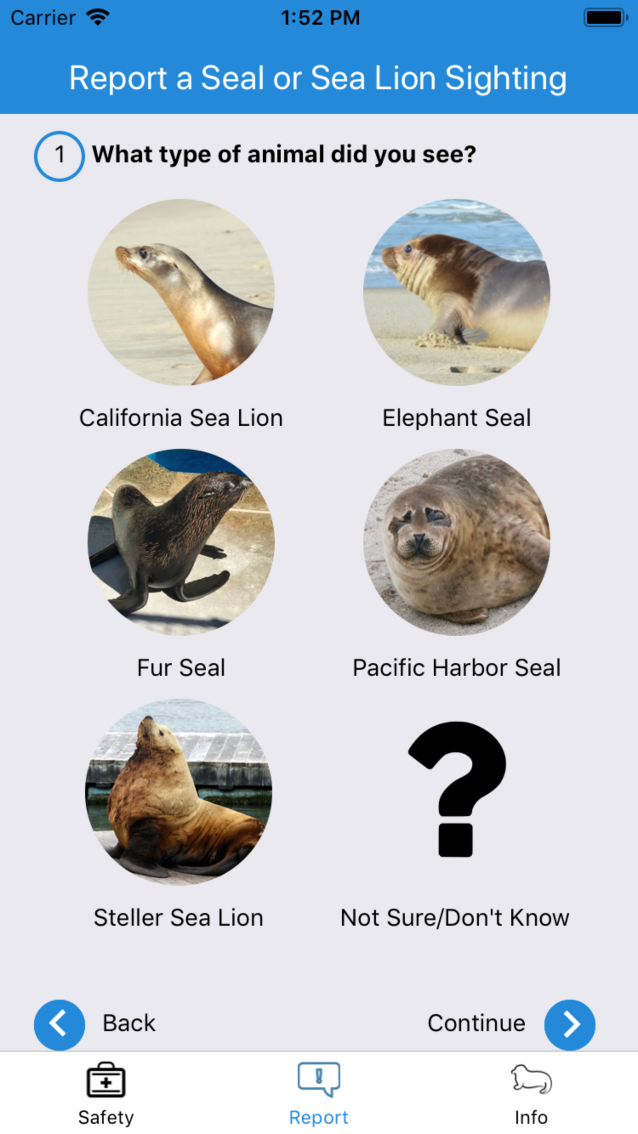 Carrier 1:52 PM
Report a Seal or Sea Lion Sighting
1 What type of animal did you see?
California Sea Lion
Elephant Seal
Fur Seal
Pacific Harbor Seal
Steller Sea Lion
Not Sure/Don't Know
Back
Continue
Safety
Report
Info